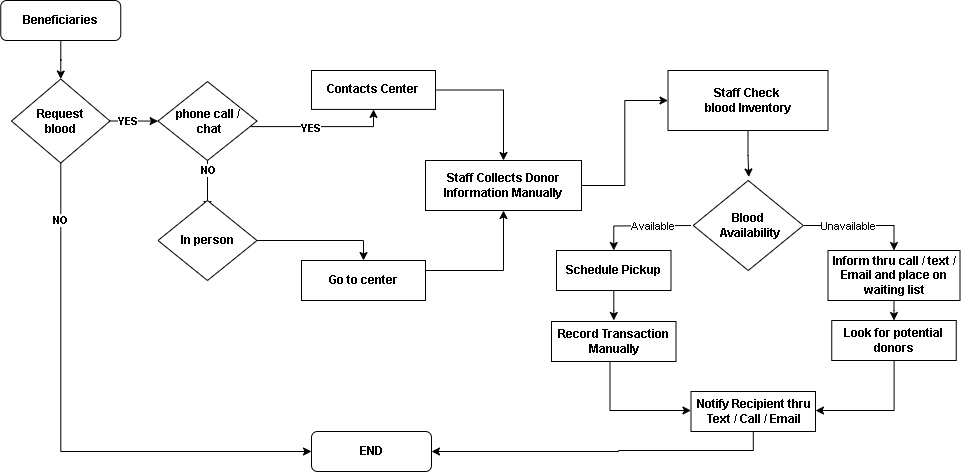 Beneficiaries
Request
blood
YES
NO
phone call /
chat
YES
NO
In person
Contacts Center
Go to center
Staff Collects Donor
Information Manually
Staff Check
blood Inventory
Blood
Availability
Available
Unavailable
Schedule Pickup
Record Transaction
Manually
Inform thru call / text /
Email and place on
waiting list
Look for potential
donors
Notify Recipient thru
Text / Call / Email
END